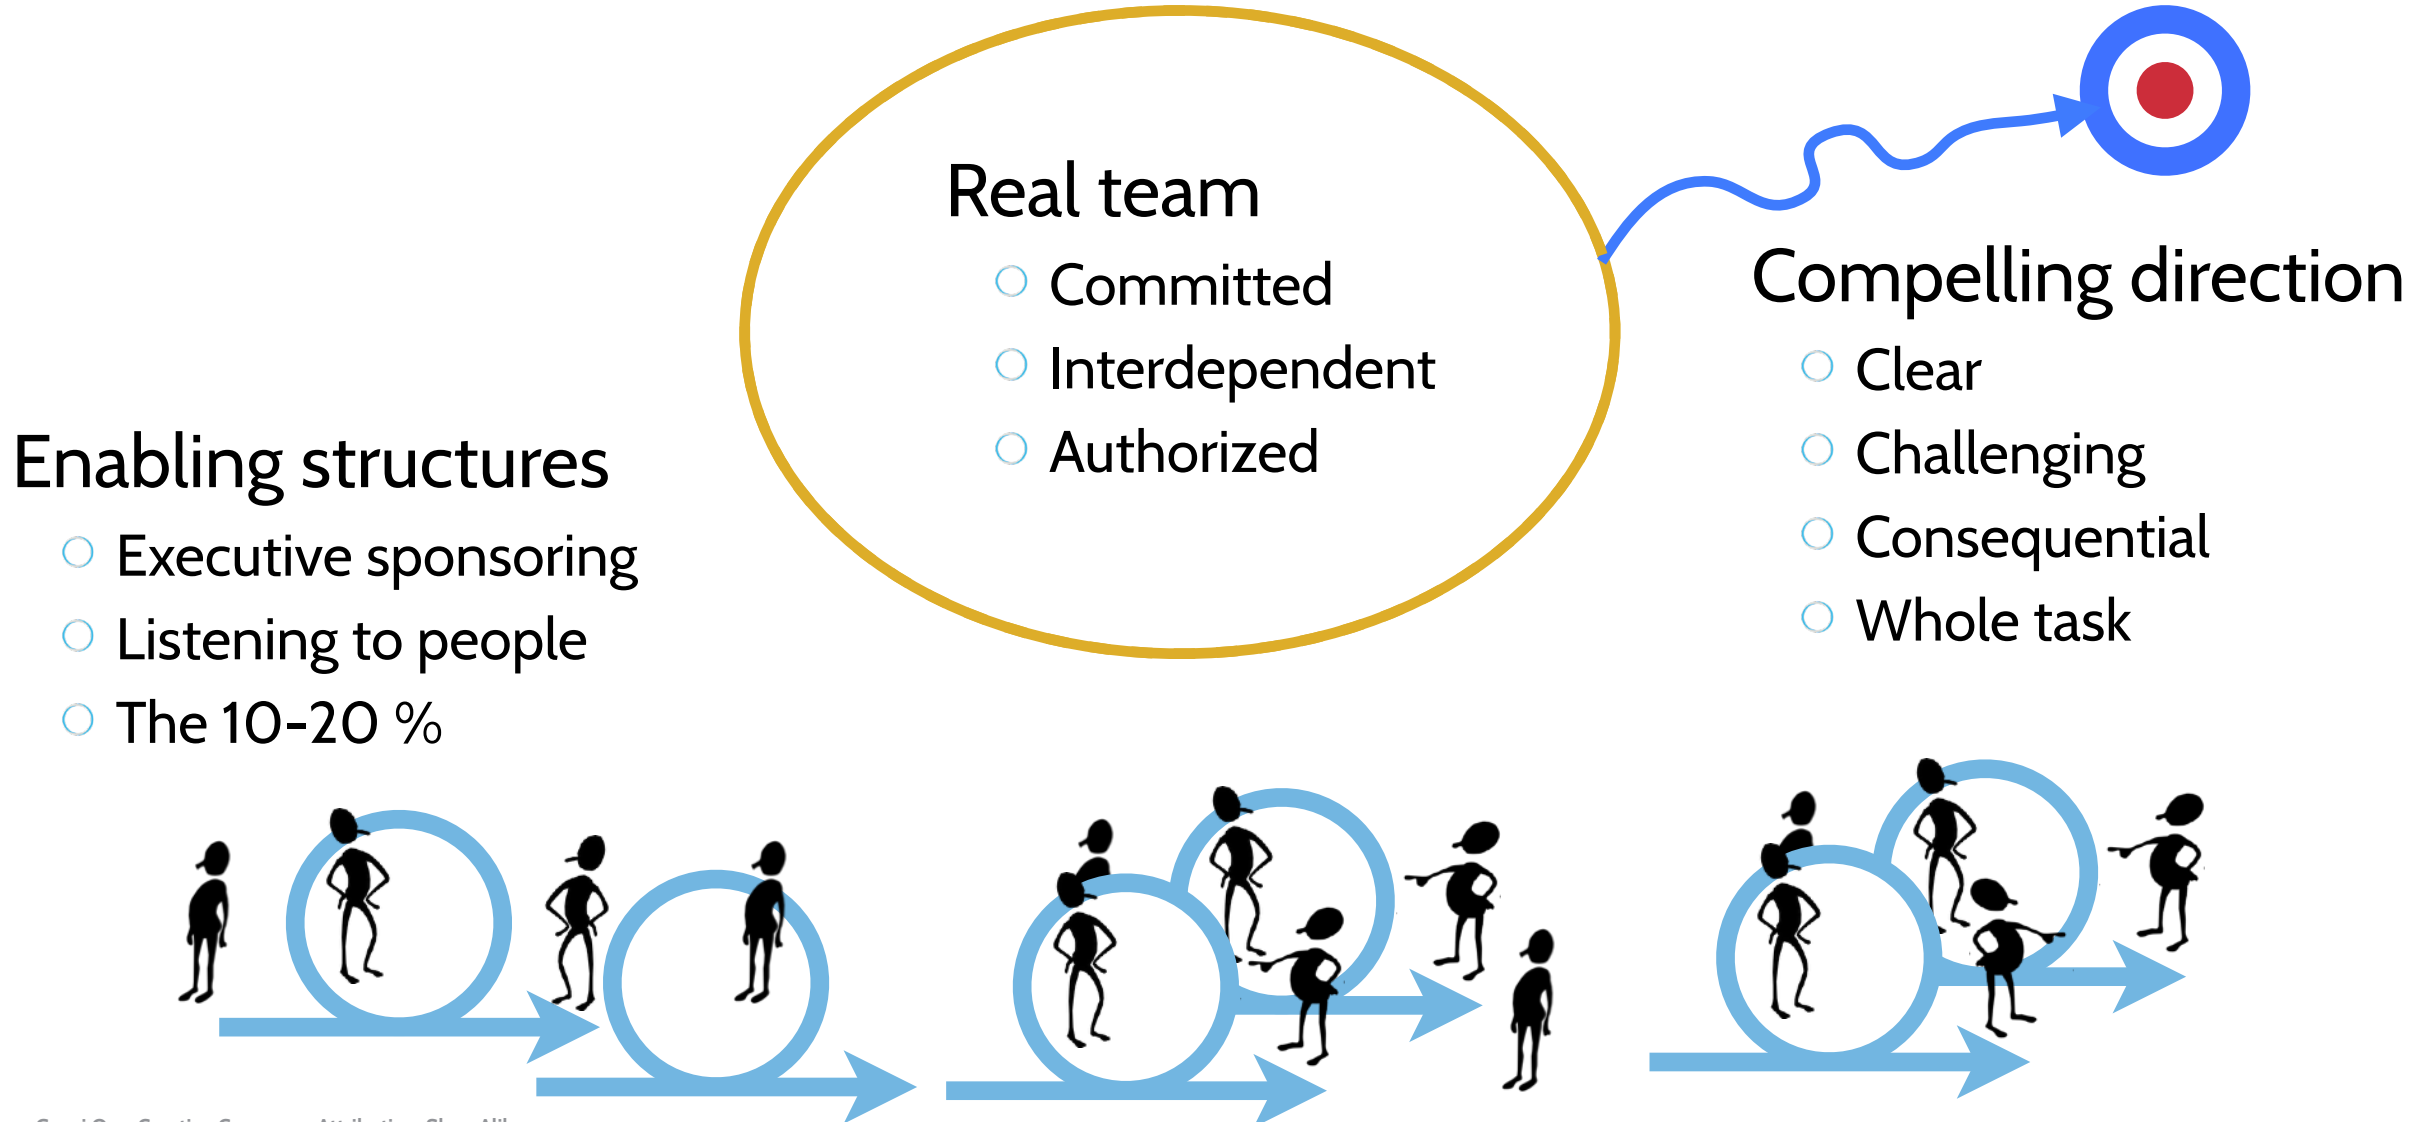 Real team
Committed
Interdependent
Authorized
Compelling direction
Clear
Challenging
Consequential
Whole task
Enabling structures
Executive sponsoring
Listening to people
The 10-20 %